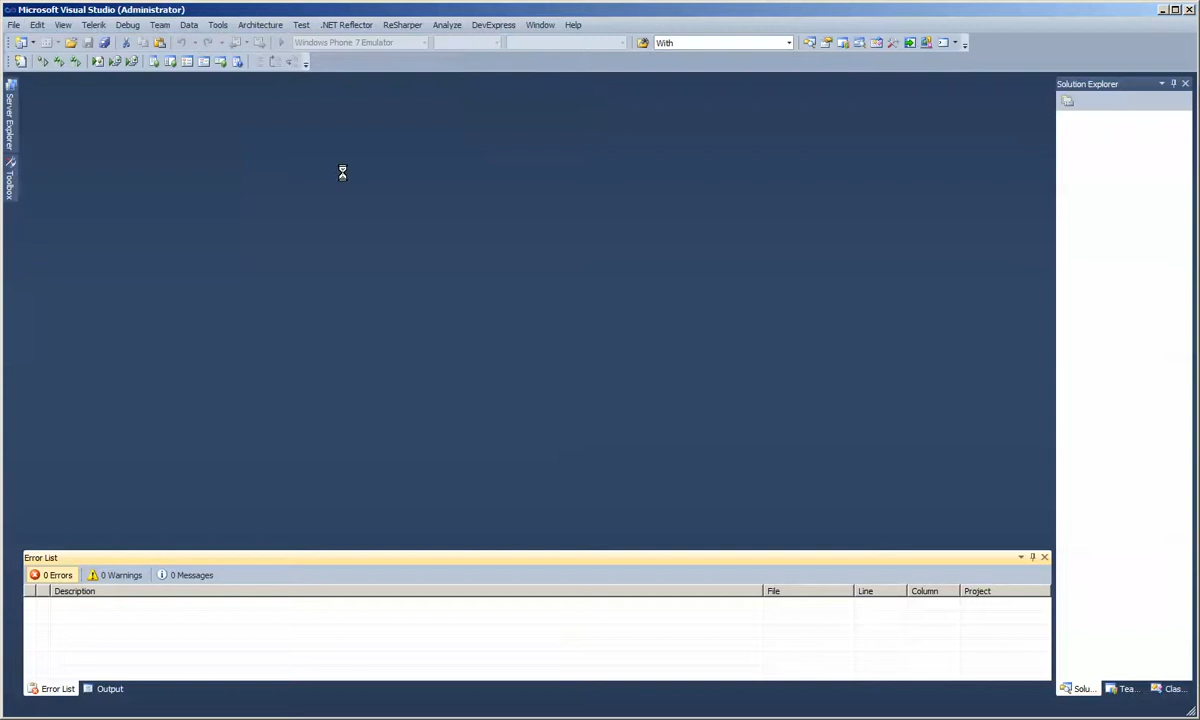 Microsoft Visual Studio (Administrator)
File Edit View Telerik Debug Team Data Tools Architecture Test .NET Reflector ReSharper Analyze DevExpress Window Help
Windows Phone 7 Emulator With
Server Explorer
Toolbox
Solution Explorer
Error List
0 Errors 0 Warnings 0 Messages
Description File Line Column Project
Error List Output
Solu... Tea... Clas...